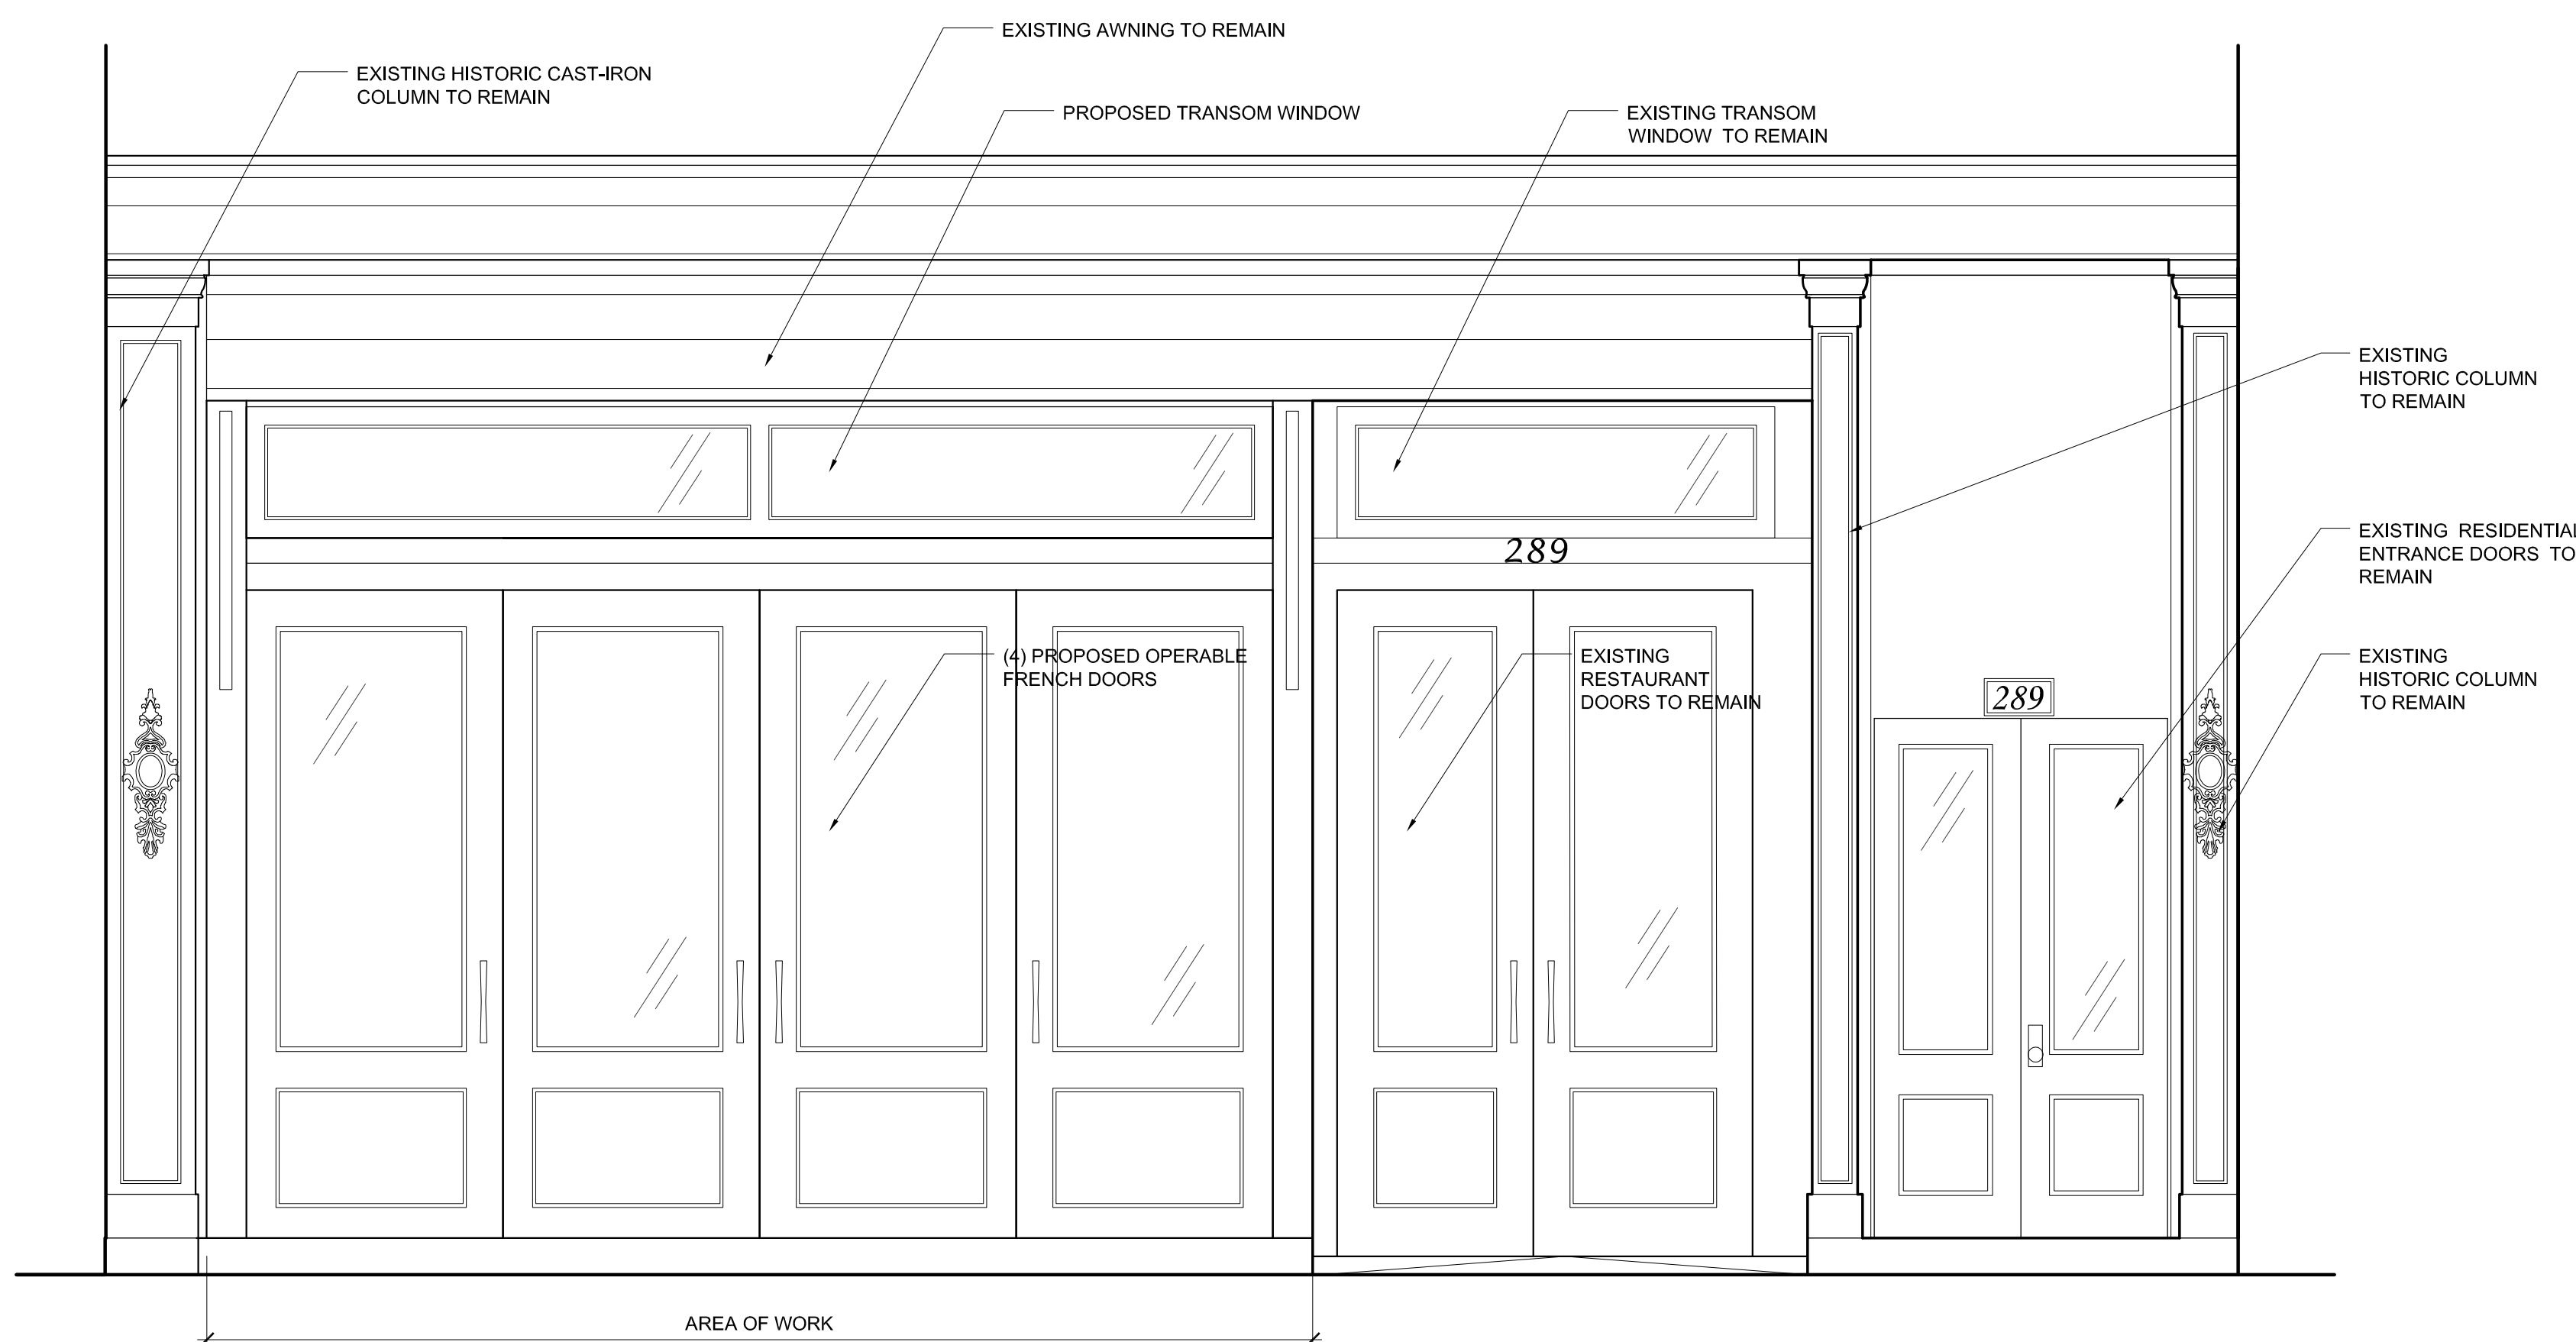 EXISTING AWNING TO REMAIN
EXISTING HISTORIC CAST-IRON
COLUMN TO REMAIN
PROPOSED TRANSOM WINDOW
EXISTING TRANSOM
WINDOW TO REMAIN
EXISTING
HISTORIC COLUMN
TO REMAIN
EXISTING RESIDENTIAL
ENTRANCE DOORS TO
REMAIN
289
(4) PROPOSED OPERABLE
FRENCH DOORS
EXISTING
RESTAURANT
DOORS TO REMAIN
EXISTING
HISTORIC COLUMN
TO REMAIN
289
AREA OF WORK